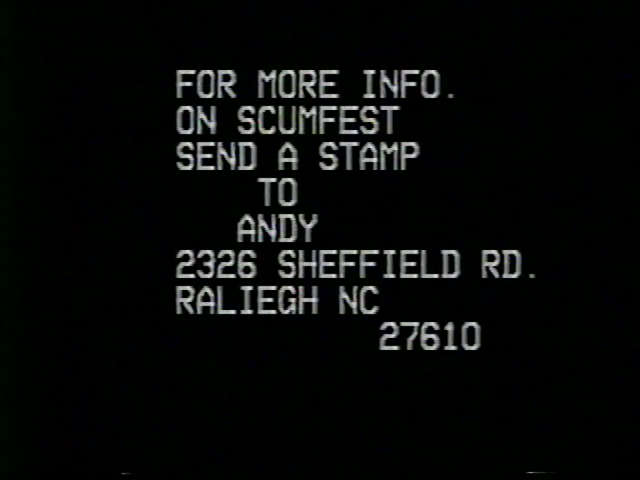 FOR MORE INFO.
ON SCUMFEST
SEND A STAMP
TO
ANDY
2326 SHEFFIELD RD.
RALIEGH NC
27610